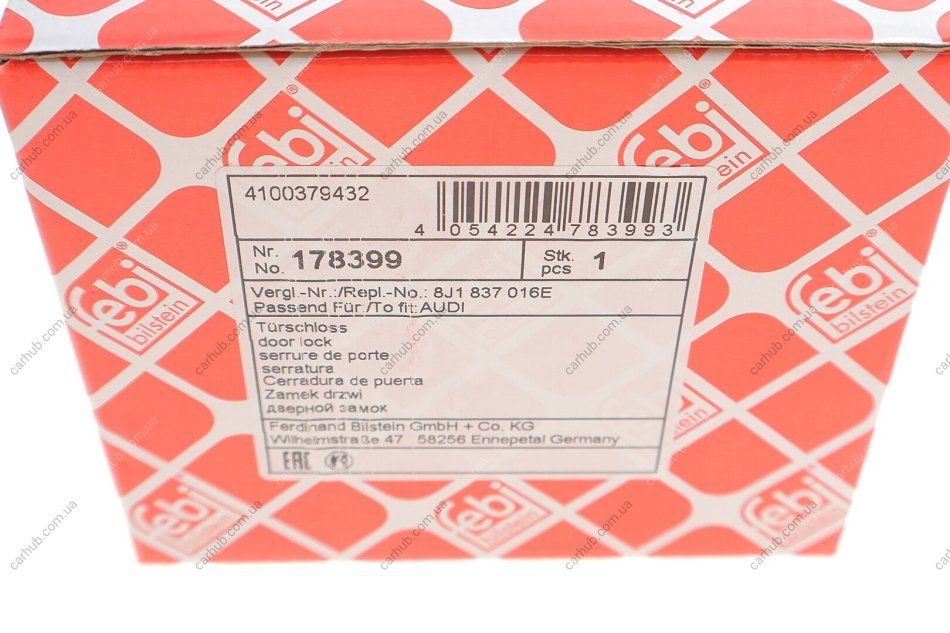 4100379432
4 054224 783993
Nr.
No. 178399
Stk.
pcs 1
Vergl.-Nr.:/Repl.-No.: 8J1 837 016E
Passend Für:/To fit:AUDI
Türschloss
door lock
serrure de porte
serratura
Cerradura de puerta
Zamek drzwi
дверной замок
Ferdinand Bilstein GmbH + Co. KG
Wilhelmstraße 47 58256 Ennepetal Germany
EAC
febi
bilstein
carhub.com.ua